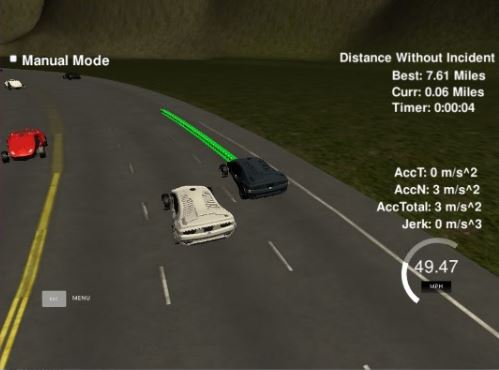 Manual Mode
Distance Without Incident
Best: 7.61 Miles
Curr: 0.06 Miles
Timer: 0:00:04
AccT: 0 m/s^2
AccN: 3 m/s^2
AccTotal: 3 m/s^2
Jerk: 0 m/s^3
49.47
MPH
MENU